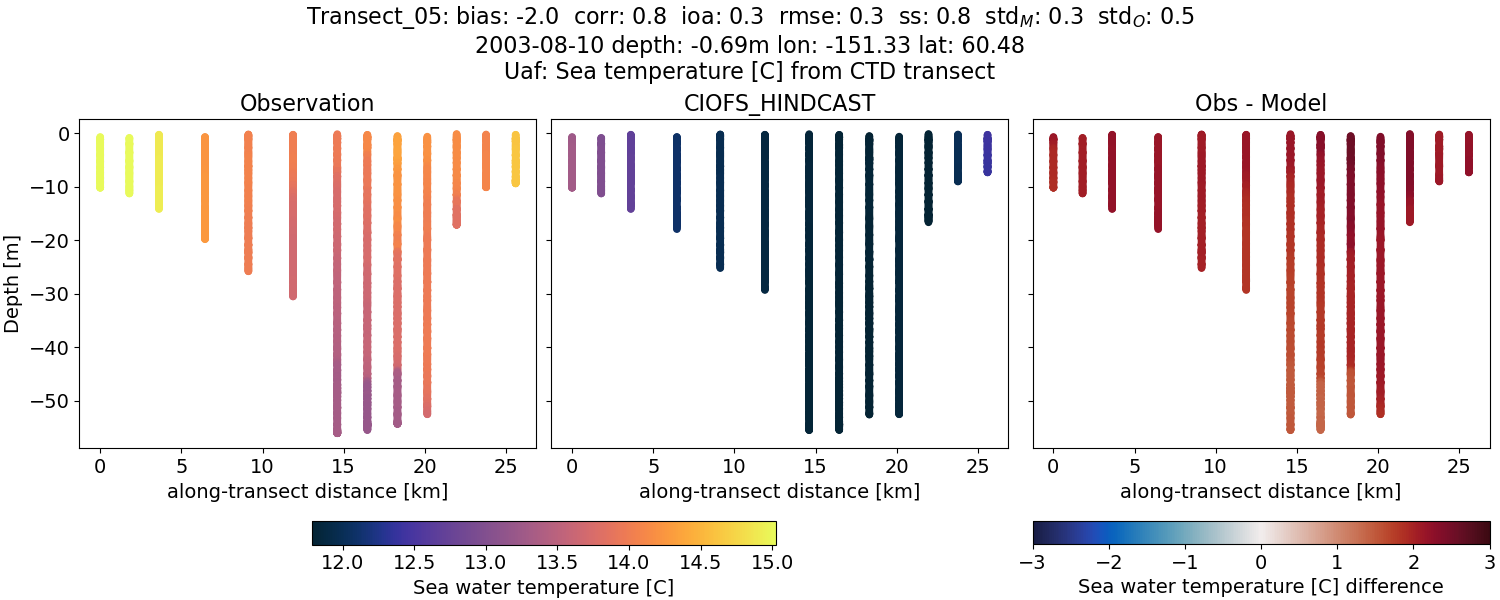 Transect_05: bias: -2.0  corr: 0.8  ioa: 0.3  rmse: 0.3  ss: 0.8  std_M: 0.3  std_O: 0.5
2003-08-10 depth: -0.69m lon: -151.33 lat: 60.48
Uaf: Sea temperature [C] from CTD transect
Observation
CIOFS_HINDCAST
Obs - Model
Depth [m]
0
−10
−20
−30
−40
−50
0 5 10 15 20 25
0 5 10 15 20 25
0 5 10 15 20 25
along-transect distance [km]
along-transect distance [km]
along-transect distance [km]
12.0 12.5 13.0 13.5 14.0 14.5 15.0
Sea water temperature [C]
−3 −2 −1 0 1 2 3
Sea water temperature [C] difference